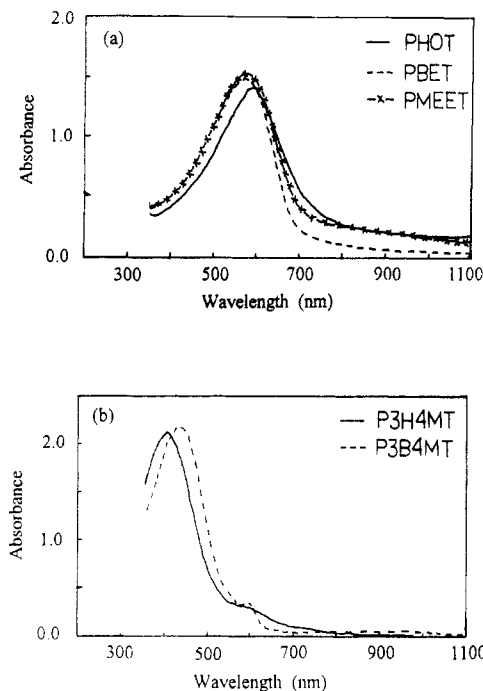 (a)
PHOT
PBET
PMEET
2.0
1.0
0.0
Absorbance
300 500 700 900 1100
Wavelength (nm)
(b)
P3H4MT
P3B4MT
2.0
1.0
0.0
Absorbance
300 500 700 900 1100
Wavelength (nm)